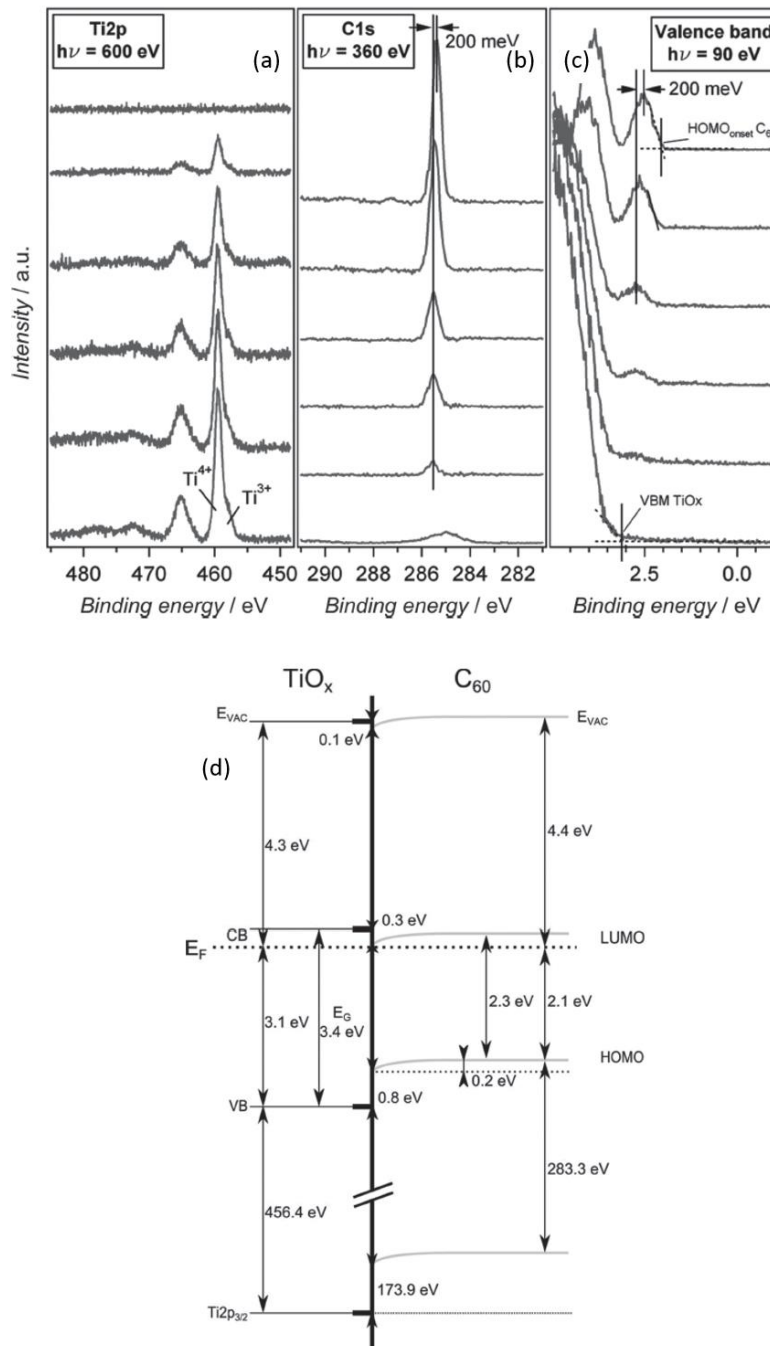 Ti2p
hν = 600 eV
(a)
C1s
hν = 360 eV
(b)
200 meV
Valence band
hν = 90 eV
(c)
200 meV
HOMOonset C6
Ti4+
Ti3+
VBM TiOx
Intensity / a.u.
480 470 460 450
290 288 286 284 282
2.5 0.0
Binding energy / eV
Binding energy / eV
Binding energy / eV
(d)
TiOx
C60
EVAC
EVAC
0.1 eV
4.3 eV
4.4 eV
CB
0.3 eV
LUMO
EF
3.1 eV
EG
3.4 eV
2.3 eV
2.1 eV
HOMO
0.2 eV
VB
0.8 eV
456.4 eV
283.3 eV
173.9 eV
Ti2p3/2